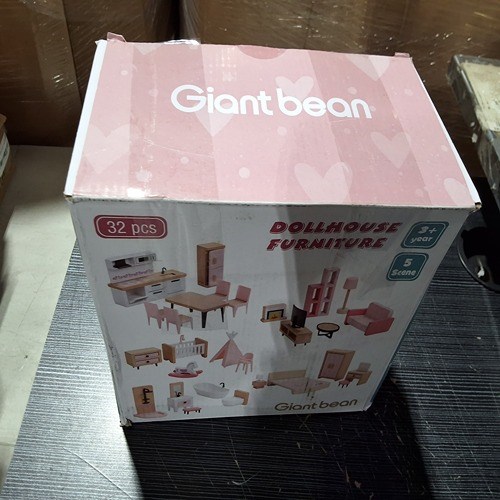 Giant bean
32 pcs
DOLLHOUSE
FURNITURE
3+
year
5
Scene
Giant bean